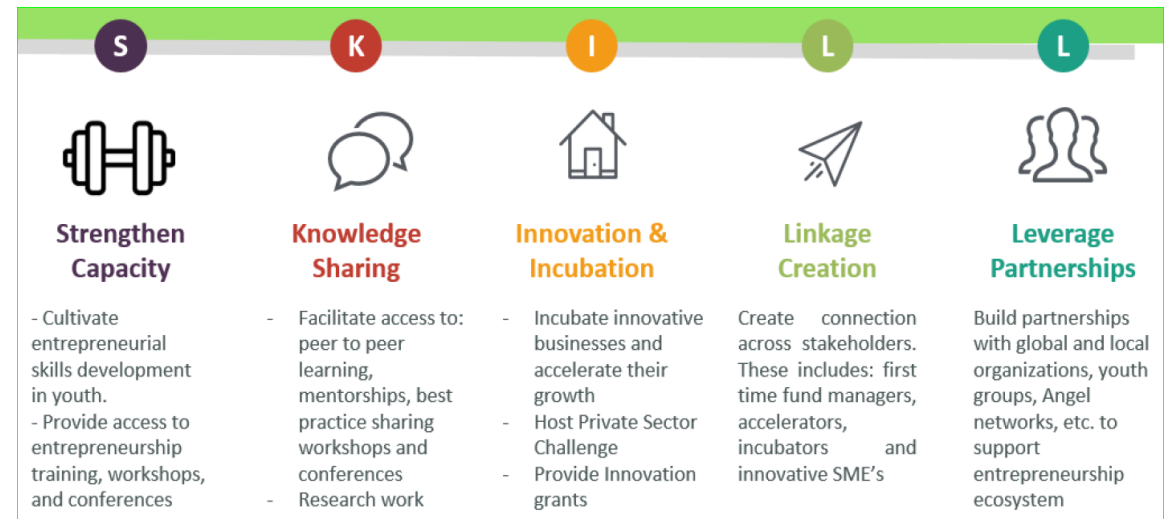 S
K
I
L
L
Strengthen
Capacity
- Cultivate
entrepreneurial
skills development
in youth.
- Provide access to
entrepreneurship
training, workshops,
and conferences
Knowledge
Sharing
- Facilitate access to:
peer to peer
learning,
mentorships, best
practice sharing
workshops and
conferences
- Research work
Innovation &
Incubation
- Incubate innovative
businesses and
accelerate their
growth
- Host Private Sector
Challenge
- Provide Innovation
grants
Linkage
Creation
Create connection
across stakeholders.
These includes: first
time fund managers,
accelerators,
incubators and
innovative SME's
Leverage
Partnerships
Build partnerships
with global and local
organizations, youth
groups, Angel
networks, etc. to
support
entrepreneurship
ecosystem